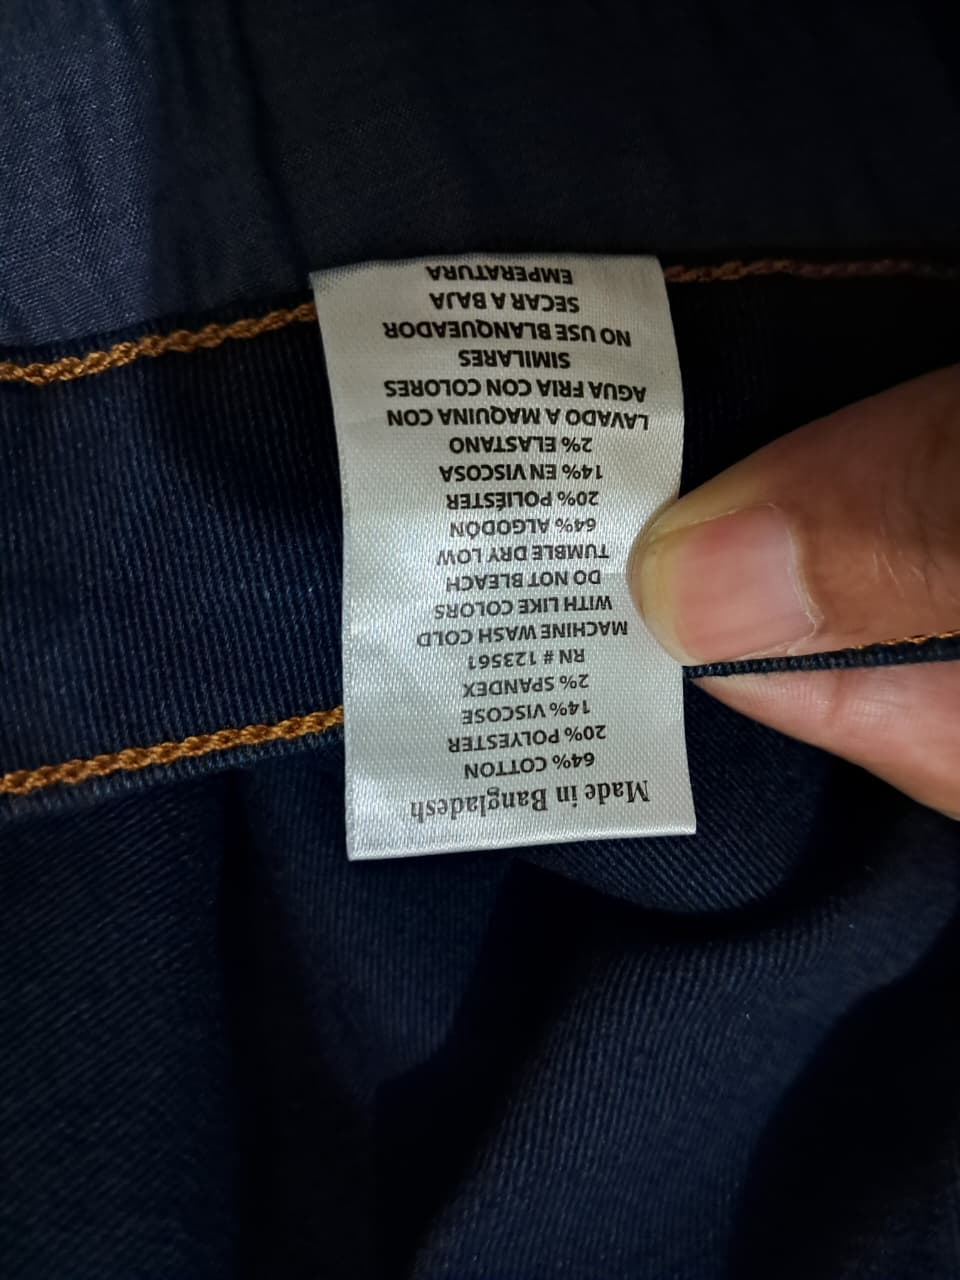 Made in Bangladesh
64% COTTON
20% POLYESTER
14% VISCOSE
2% SPANDEX
RN # 123561
MACHINE WASH COLD
WITH LIKE COLORS
DO NOT BLEACH
TUMBLE DRY LOW
64% ALGODÓN
20% POLIÉSTER
14% EN VISCOSA
2% ELASTANO
LAVADO A MAQUINA CON
AGUA FRIA CON COLORES
SIMILARES
NO USE BLANQUEADOR
SECAR A BAJA
EMPERATURA